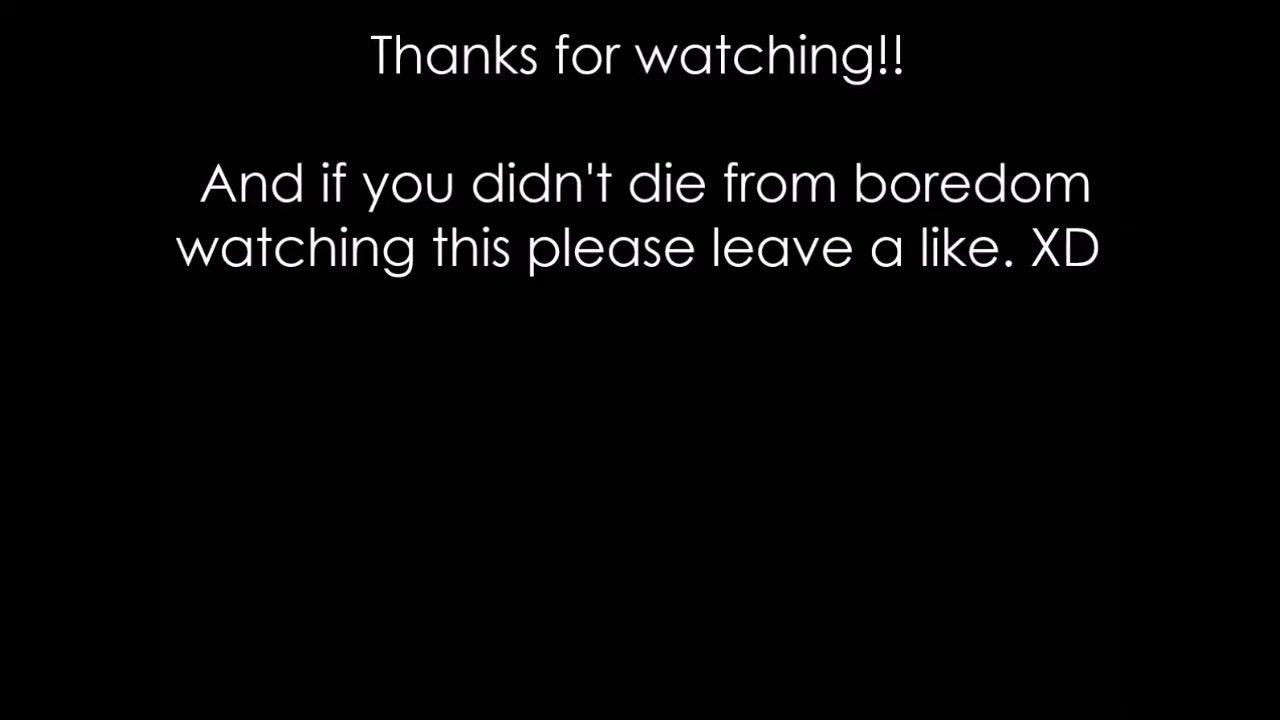 Thanks for watching!!
And if you didn't die from boredom
watching this please leave a like. XD